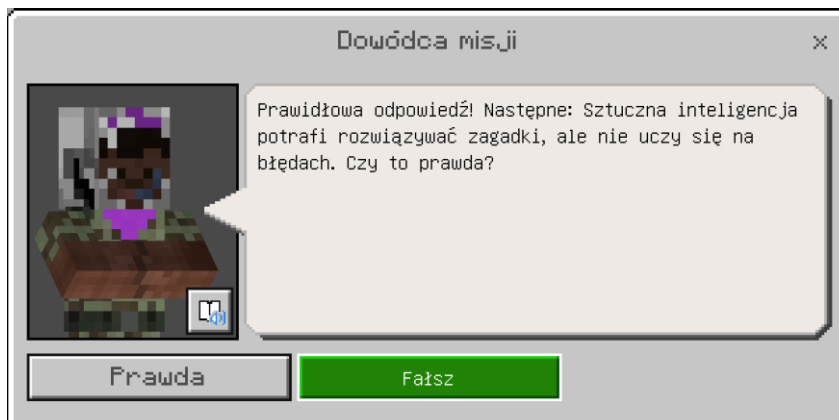 Dowódca misji
Prawidłowa odpowiedź! Następne: Sztuczna inteligencja
potrafi rozwiązywać zagadki, ale nie uczy się na
błędach. Czy to prawda?
Prawda
Fałsz